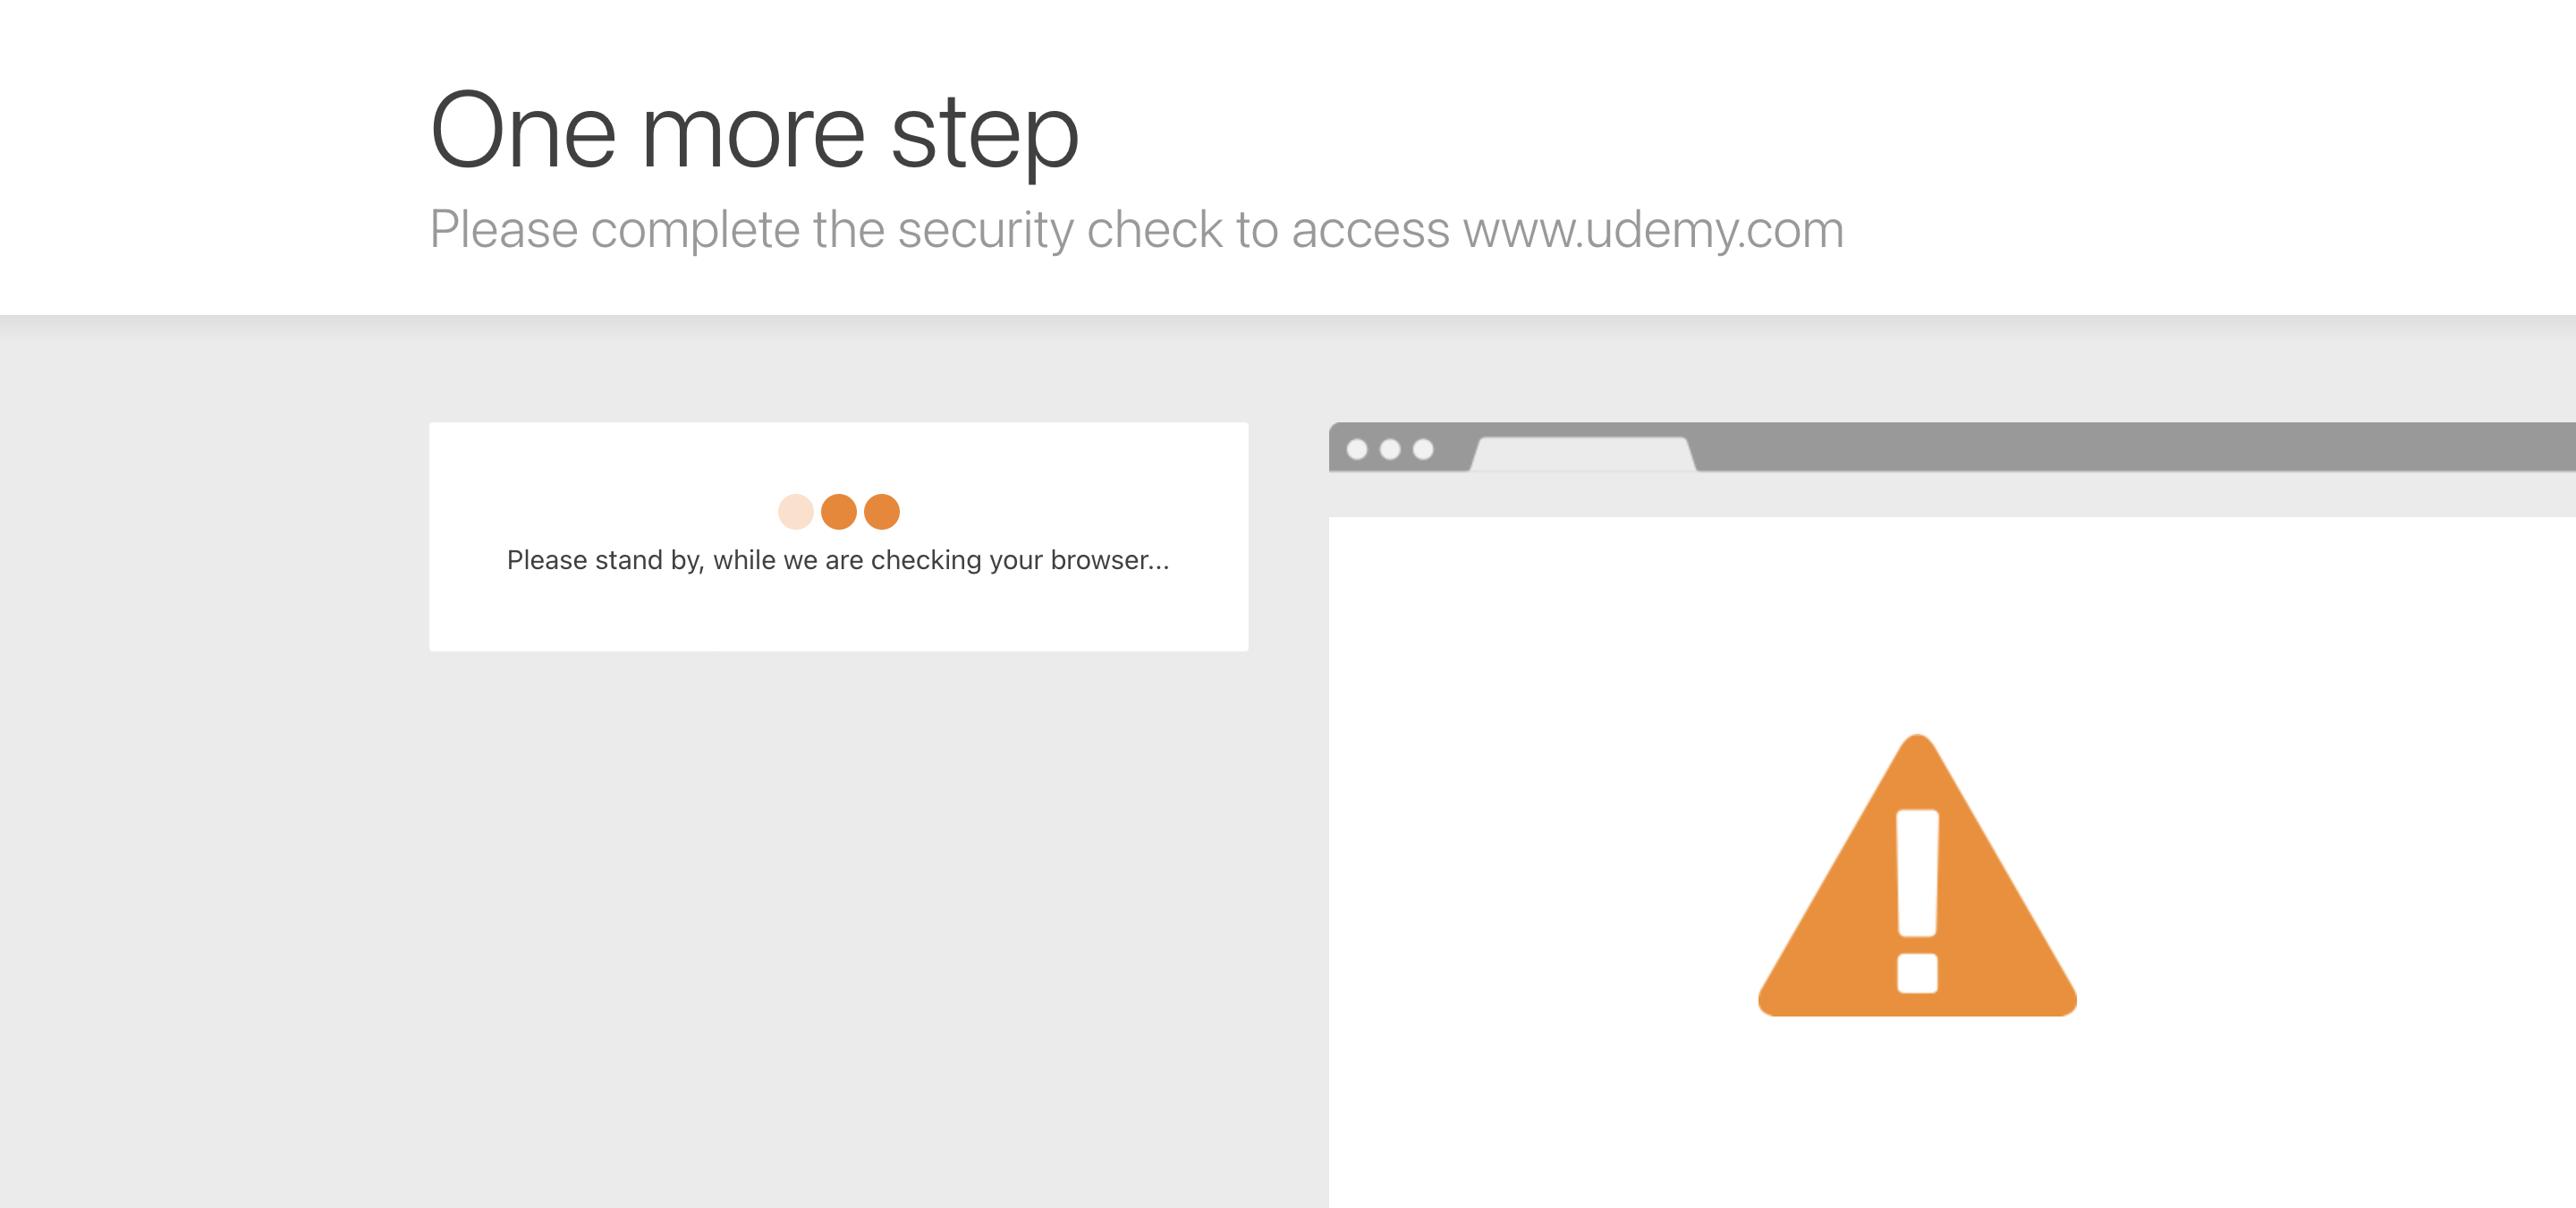 One more step
Please complete the security check to access www.udemy.com
Please stand by, while we are checking your browser...
!